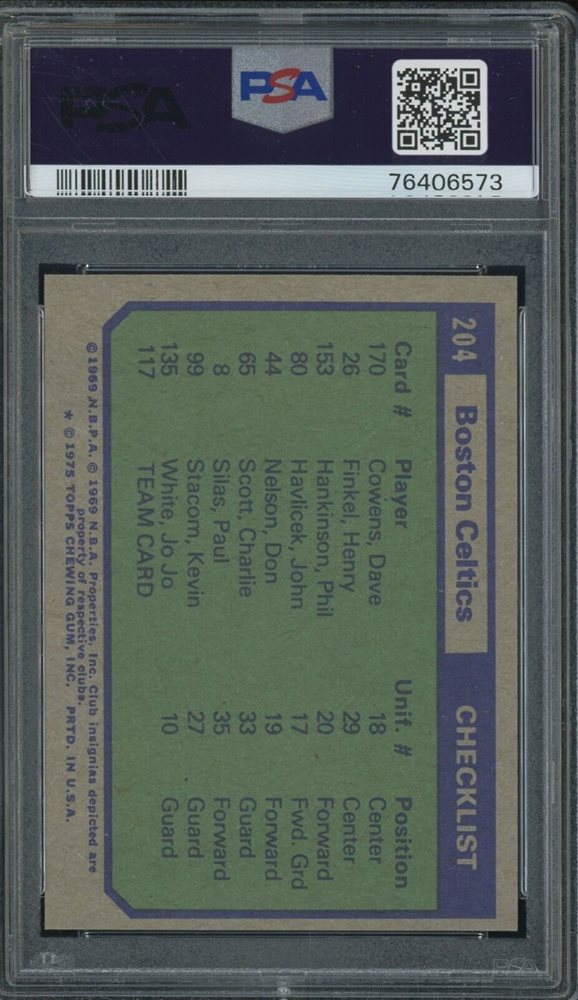 PSA
PSA
76406573
204 Boston Celtics CHECKLIST
Card # Player Unif. # Position
170 Cowens, Dave 18 Center
26 Finkel, Henry 29 Center
153 Hankinson, Phil 20 Forward
80 Havlicek, John 17 Fwd. Grd
44 Nelson, Don 19 Forward
65 Scott, Charlie 33 Guard
8 Silas, Paul 35 Forward
99 Stacom, Kevin 27 Guard
135 White, Jo Jo 10 Guard
117 TEAM CARD
© 1969 N.B.P.A. © 1969 N.B.A. Properties, Inc. Club insignias depicted are
property of respective clubs.
* © 1975 TOPPS CHEWING GUM, INC. PRTD. IN U.S.A.
PSA